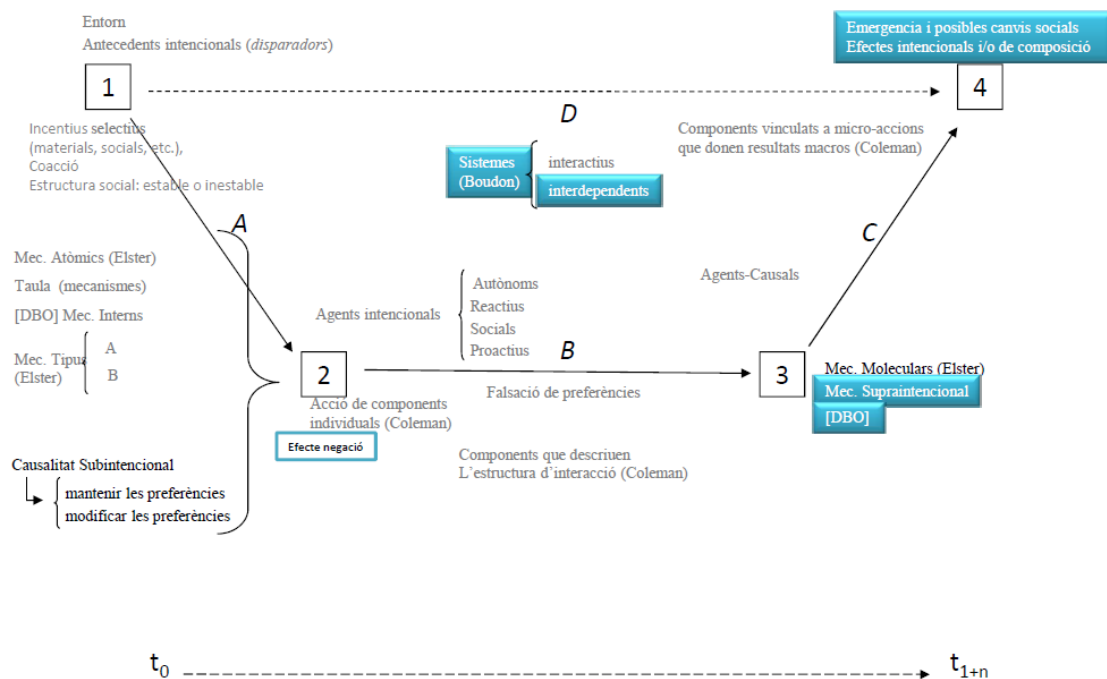 Entorn
Antecedents intencionals (disparadors)
1
Emergencia i posibles canvis socials
Efectes intencionals i/o de composició
4
D
Incentius selectius
(materials, socials, etc.),
Coacció
Estructura social: estable o inestable
Components vinculats a micro-accions
que donen resultats macros (Coleman)
Sistemes
(Boudon)
interactius
interdependents
A
C
Mec. Atòmics (Elster)
Taula (mecanismes)
[DBO] Mec. Interns
Mec. Tipus
(Elster)
A
B
Agents intencionals
Autònoms
Reactius
Socials
Proactius
Agents-Causals
B
2
3
Falsació de preferències
Acció de components
individuals (Coleman)
Efecte negació
Mec. Moleculars (Elster)
Mec. Supraintencional
[DBO]
Components que descriuen
L'estructura d'interacció (Coleman)
Causalitat Subintencional
mantenir les preferències
modificar les preferències
t0
t1+n